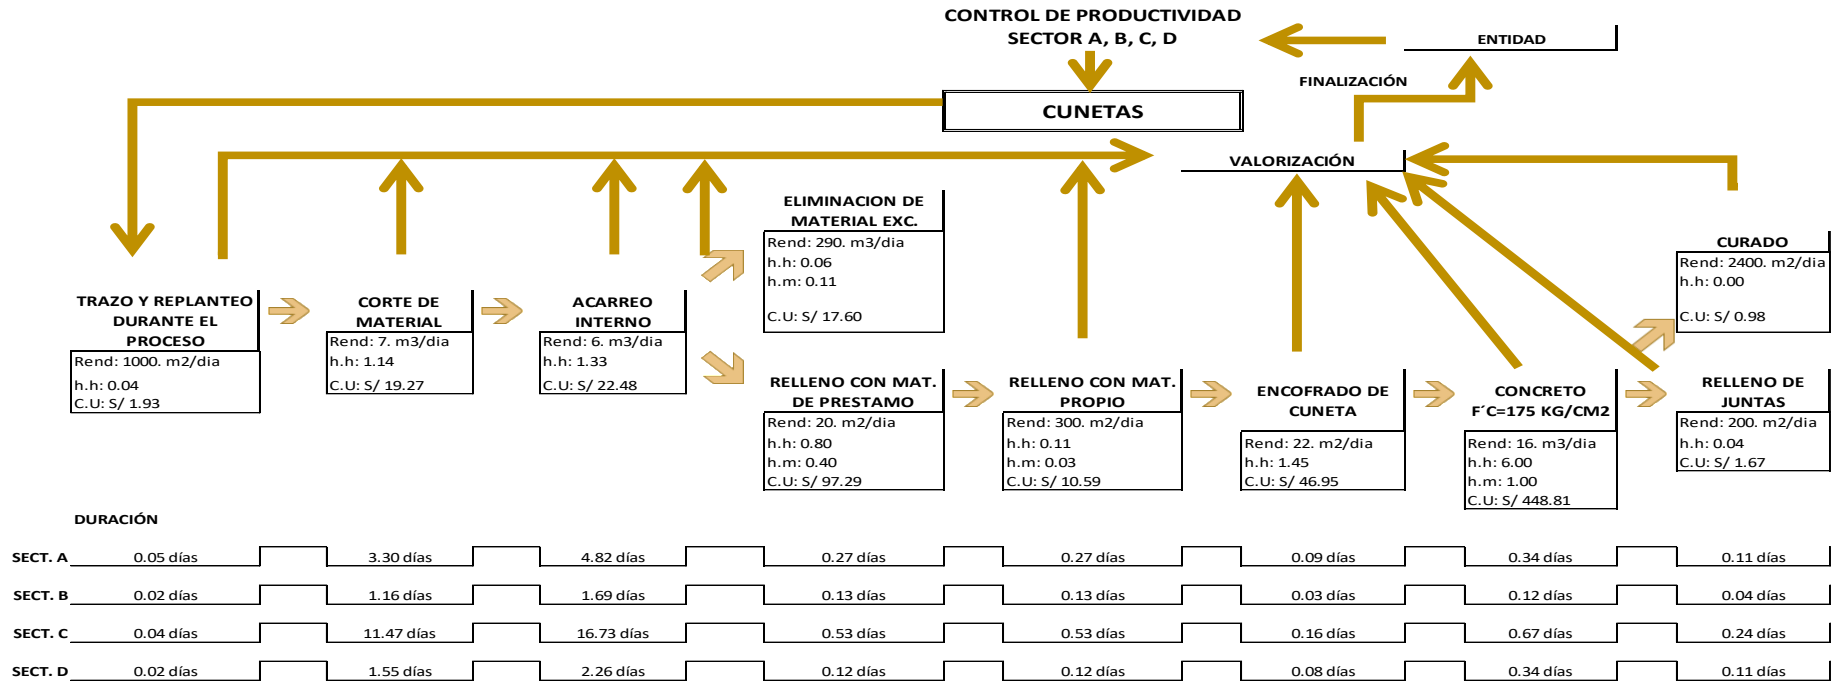 CONTROL DE PRODUCTIVIDAD
SECTOR A, B, C, D
ENTIDAD
FINALIZACIÓN
CUNETAS
VALORIZACIÓN
TRAZO Y REPLANTEO
DURANTE EL
PROCESO
Rend: 1000. m2/dia
h.h: 0.04
C.U: S/ 1.93
CORTE DE
MATERIAL
Rend: 7. m3/dia
h.h: 1.14
C.U: S/ 19.27
ACARREO
INTERNO
Rend: 6. m3/dia
h.h: 1.33
C.U: S/ 22.48
ELIMINACION DE
MATERIAL EXC.
Rend: 290. m3/dia
h.h: 0.06
h.m: 0.11
C.U: S/ 17.60
RELLENO CON MAT.
DE PRESTAMO
Rend: 20. m2/dia
h.h: 0.80
h.m: 0.40
C.U: S/ 97.29
RELLENO CON MAT.
PROPIO
Rend: 300. m2/dia
h.h: 0.11
h.m: 0.03
C.U: S/ 10.59
ENCOFRADO DE
CUNETA
Rend: 22. m2/dia
h.h: 1.45
C.U: S/ 46.95
CONCRETO
F´C=175 KG/CM2
Rend: 16. m3/dia
h.h: 6.00
h.m: 1.00
C.U: S/ 448.81
CURADO
Rend: 2400. m2/dia
h.h: 0.00
C.U: S/ 0.98
RELLENO DE
JUNTAS
Rend: 200. m2/dia
h.h: 0.04
C.U: S/ 1.67
DURACIÓN
SECT. A 0.05 días 3.30 días 4.82 días 0.27 días 0.27 días 0.09 días 0.34 días 0.11 días
SECT. B 0.02 días 1.16 días 1.69 días 0.13 días 0.13 días 0.03 días 0.12 días 0.04 días
SECT. C 0.04 días 11.47 días 16.73 días 0.53 días 0.53 días 0.16 días 0.67 días 0.24 días
SECT. D 0.02 días 1.55 días 2.26 días 0.12 días 0.12 días 0.08 días 0.34 días 0.11 días